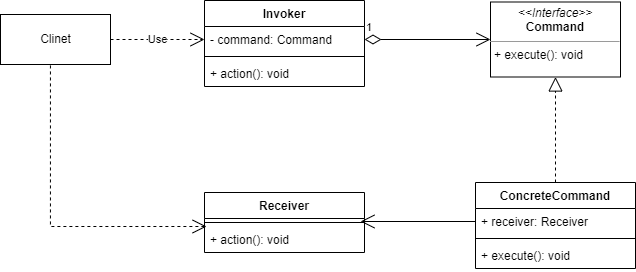 Clinet
Use
Invoker
- command: Command
+ action(): void
1
<<Interface>>
Command
+ execute(): void
Receiver
+ action(): void
ConcreteCommand
+ receiver: Receiver
+ execute(): void